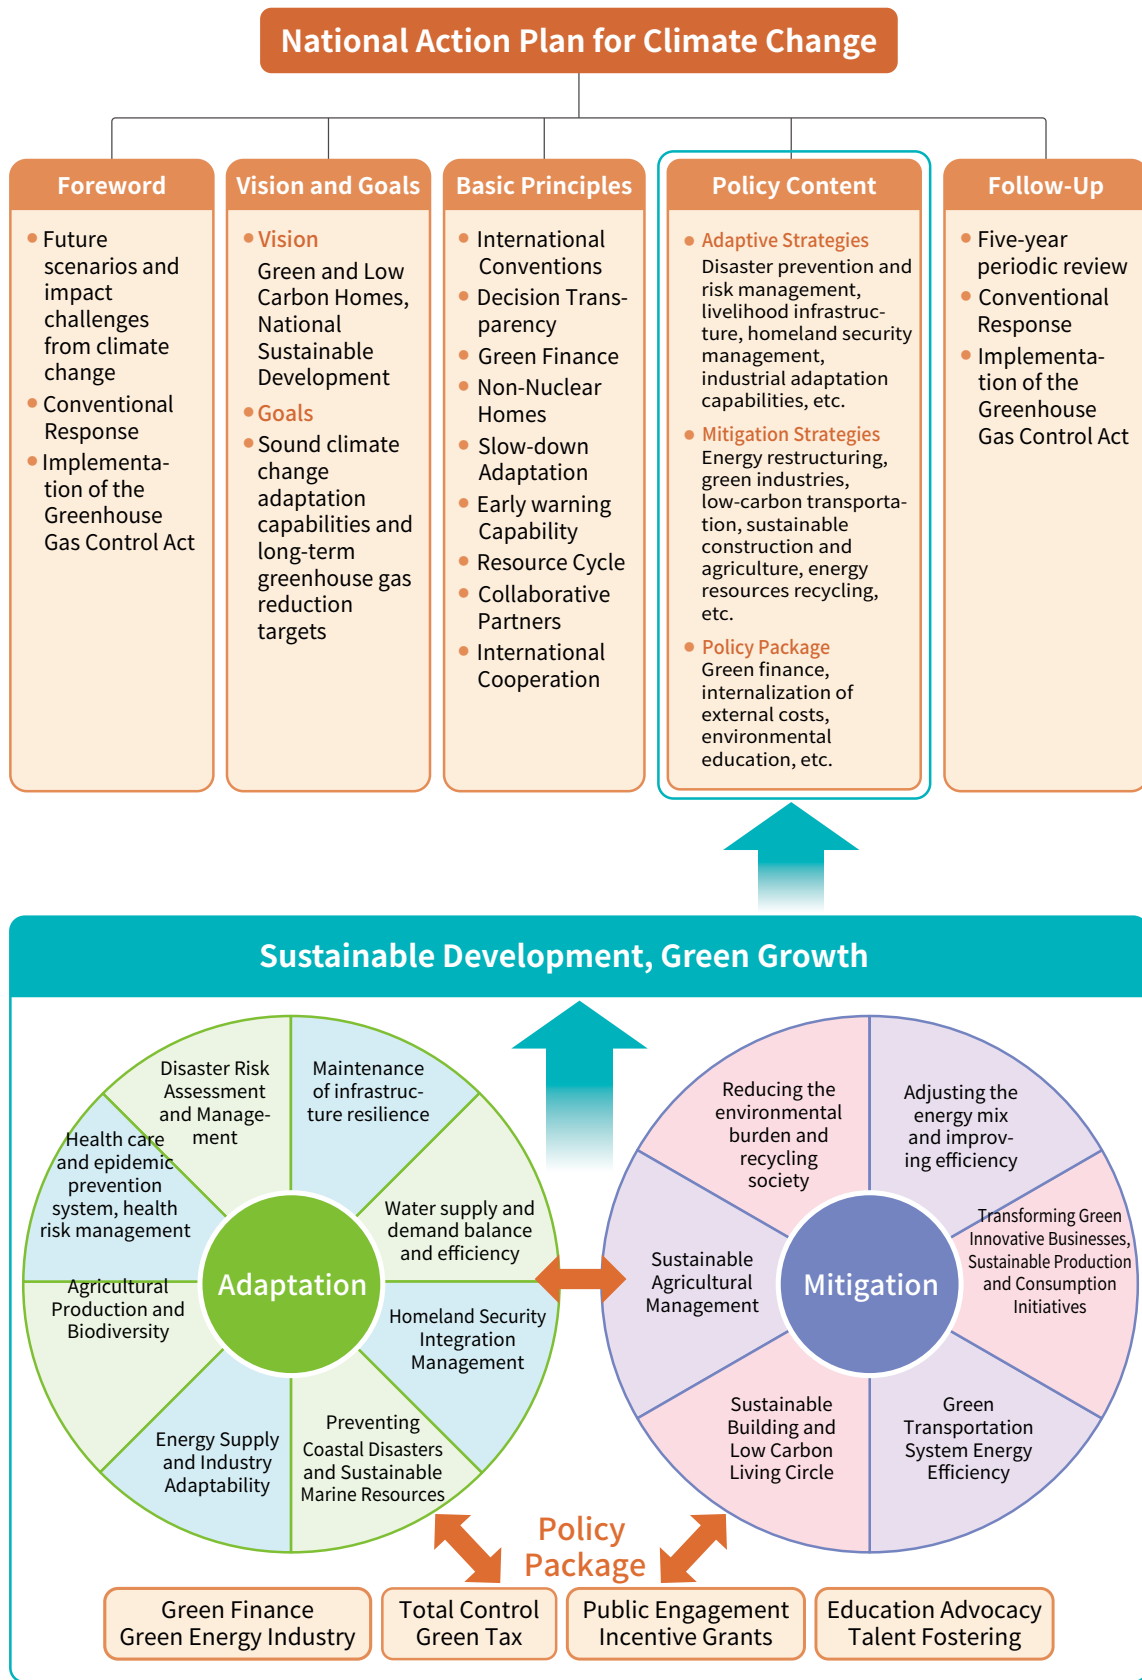 National Action Plan for Climate Change
Foreword
Future
scenarios and
impact
challenges
from climate
change
Conventional
Response
Implementa-
tion of the
Greenhouse
Gas Control Act
Vision and Goals
Vision
Green and Low
Carbon Homes,
National
Sustainable
Development
Goals
Sound climate
change
adaptation
capabilities and
long-term
greenhouse gas
reduction
targets
Basic Principles
International
Conventions
Decision Trans-
parency
Green Finance
Non-Nuclear
Homes
Slow-down
Adaptation
Early warning
Capability
Resource Cycle
Collaborative
Partners
International
Cooperation
Policy Content
Adaptive Strategies
Disaster prevention and
risk management,
livelihood infrastruc-
ture, homeland security
management,
industrial adaptation
capabilities, etc.
Mitigation Strategies
Energy restructuring,
green industries,
low-carbon transporta-
tion, sustainable
construction and
agriculture, energy
resources recycling,
etc.
Policy Package
Green finance,
internalization of
external costs,
environmental
education, etc.
Follow-Up
Five-year
periodic review
Conventional
Response
Implementa-
tion of the
Greenhouse
Gas Control Act
Sustainable Development, Green Growth
Disaster Risk
Assessment
and Manage-
ment
Maintenance
of infrastruc-
ture resilience
Health care
and epidemic
prevention
system, health
risk management
Water supply and
demand balance
and efficiency
Adaptation
Agricultural
Production and
Biodiversity
Homeland Security
Integration
Management
Energy Supply
and Industry
Adaptability
Preventing
Coastal Disasters
and Sustainable
Marine Resources
Reducing the
environmental
burden and
recycling
society
Adjusting the
energy mix
and improv-
ing efficiency
Sustainable
Agricultural
Management
Mitigation
Transforming Green
Innovative Businesses,
Sustainable Production
and Consumption
Initiatives
Sustainable
Building and
Low Carbon
Living Circle
Green
Transportation
System Energy
Efficiency
Policy
Package
Green Finance
Green Energy Industry
Total Control
Green Tax
Public Engagement
Incentive Grants
Education Advocacy
Talent Fostering